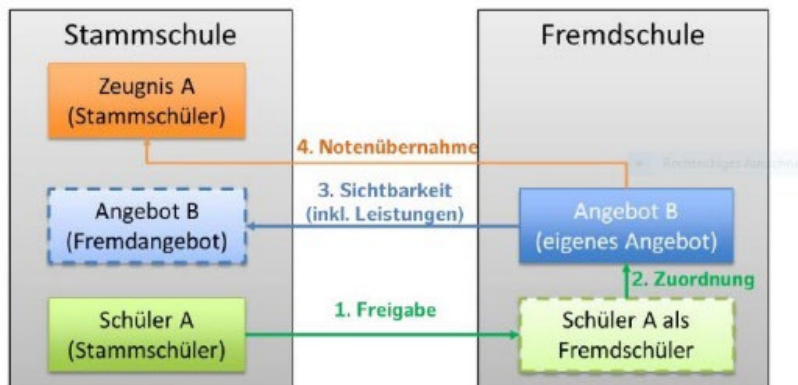 Stammschule
Fremdschule
Zeugnis A
(Stammschüler)
4. Notenübernahme
Rechteckiges
Angebot B
(Fremdangebot)
3. Sichtbarkeit
(inkl. Leistungen)
Angebot B
(eigenes Angebot)
2. Zuordnung
Schüler A
(Stammschüler)
1. Freigabe
Schüler A als
Fremdschüler